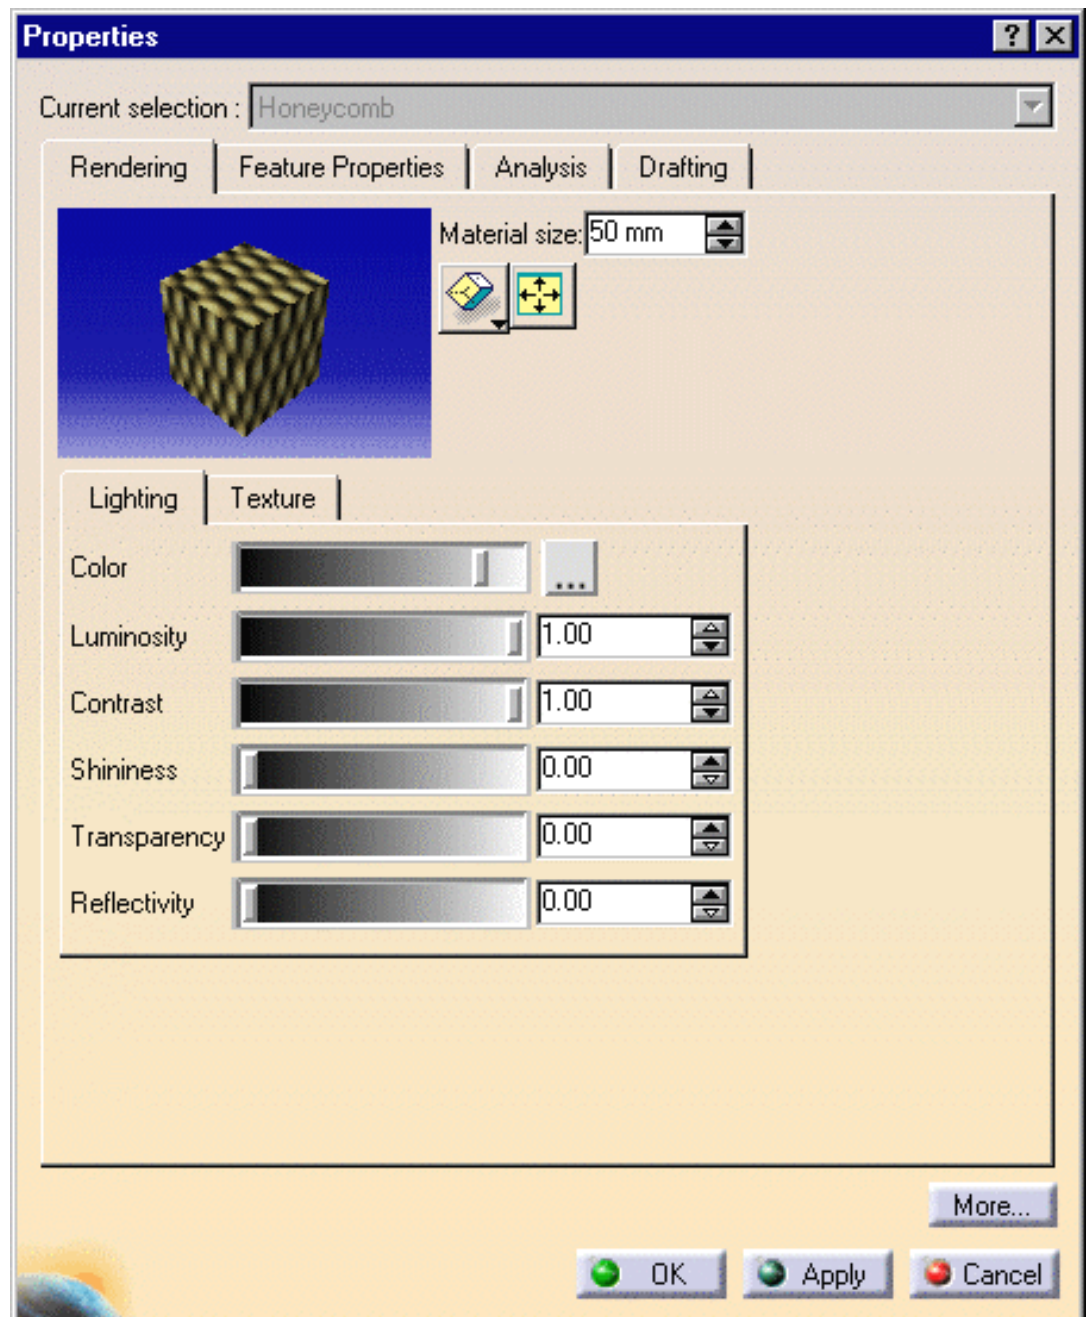 Properties
Current selection : Honeycomb
Rendering Feature Properties Analysis Drafting
Material size: 50 mm
Lighting Texture
Color ...
Luminosity 1.00
Contrast 1.00
Shininess 0.00
Transparency 0.00
Reflectivity 0.00
More...
OK Apply Cancel